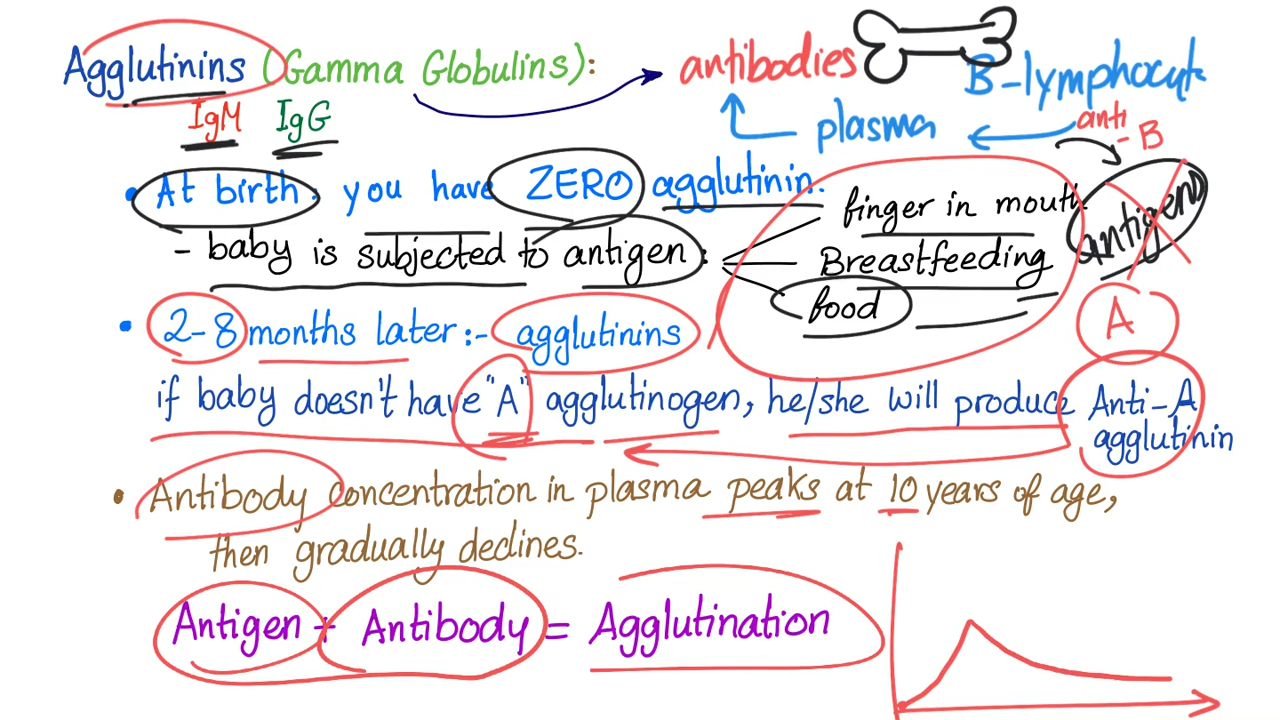 Agglutinins (Gamma Globulins): antibodies B-lymphocyte
IgM IgG
plasma
anti-B
• At birth: you have ZERO agglutinin.
- baby is subjected to antigen:
finger in mouth
Breastfeeding
food
antigens
A
• 2-8 months later:- agglutinins
if baby doesn't have "A" agglutinogen, he/she will produce Anti-A
agglutinin
• Antibody concentration in plasma peaks at 10 years of age,
then gradually declines.
Antigen + Antibody = Agglutination